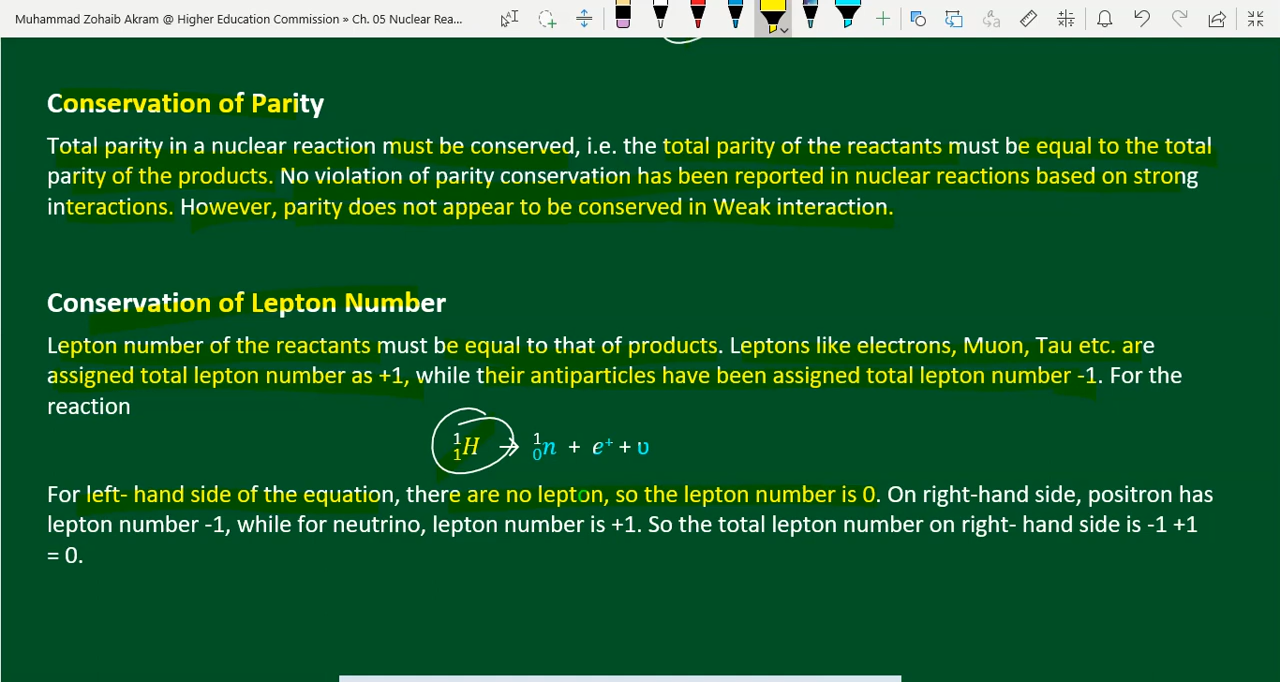 Muhammad Zohaib Akram @ Higher Education Commission » Ch. 05 Nuclear Rea...
Conservation of Parity
Total parity in a nuclear reaction must be conserved, i.e. the total parity of the reactants must be equal to the total
parity of the products. No violation of parity conservation has been reported in nuclear reactions based on strong
interactions. However, parity does not appear to be conserved in Weak interaction.
Conservation of Lepton Number
Lepton number of the reactants must be equal to that of products. Leptons like electrons, Muon, Tau etc. are
assigned total lepton number as +1, while their antiparticles have been assigned total lepton number -1. For the
reaction
¹₁H → ¹₀n + e⁺ + υ
For left- hand side of the equation, there are no lepton, so the lepton number is 0. On right-hand side, positron has
lepton number -1, while for neutrino, lepton number is +1. So the total lepton number on right- hand side is -1 +1
= 0.